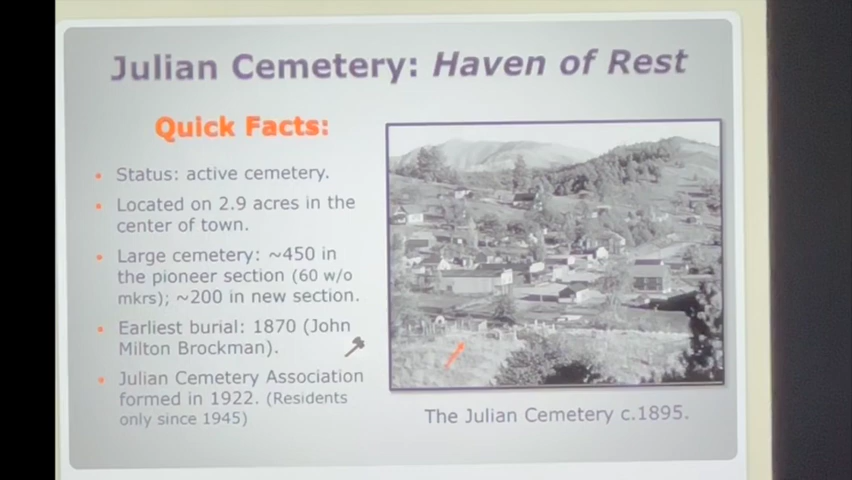 Julian Cemetery: Haven of Rest
Quick Facts:
Status: active cemetery.
Located on 2.9 acres in the
center of town.
Large cemetery: ~450 in
the pioneer section (60 w/o
mkrs); ~200 in new section.
Earliest burial: 1870 (John
Milton Brockman).
Julian Cemetery Association
formed in 1922. (Residents
only since 1945)
The Julian Cemetery c.1895.